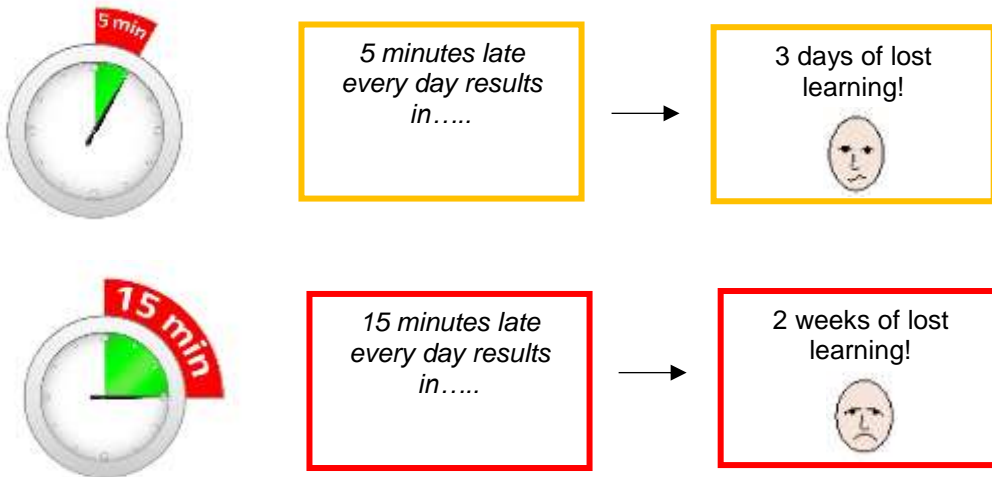 5 min
5 minutes late
every day results
in…..
3 days of lost
learning!
15 min
15 minutes late
every day results
in…..
2 weeks of lost
learning!